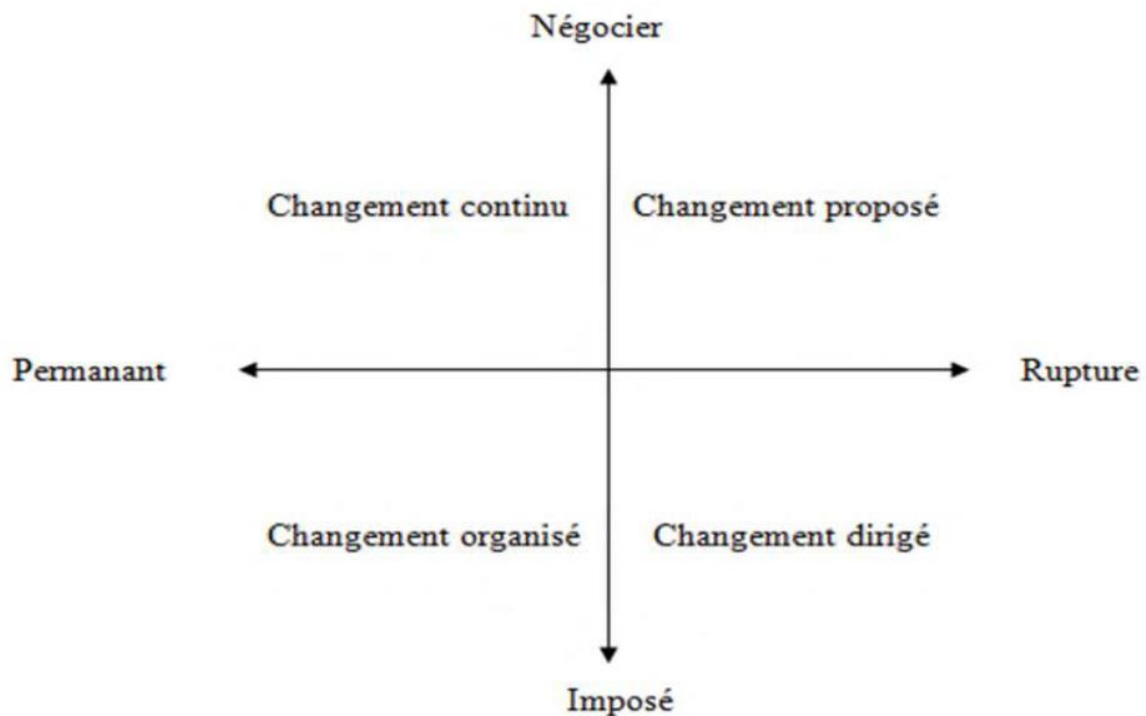 Négocier
Changement continu
Changement proposé
Permanant
Rupture
Changement organisé
Changement dirigé
Imposé